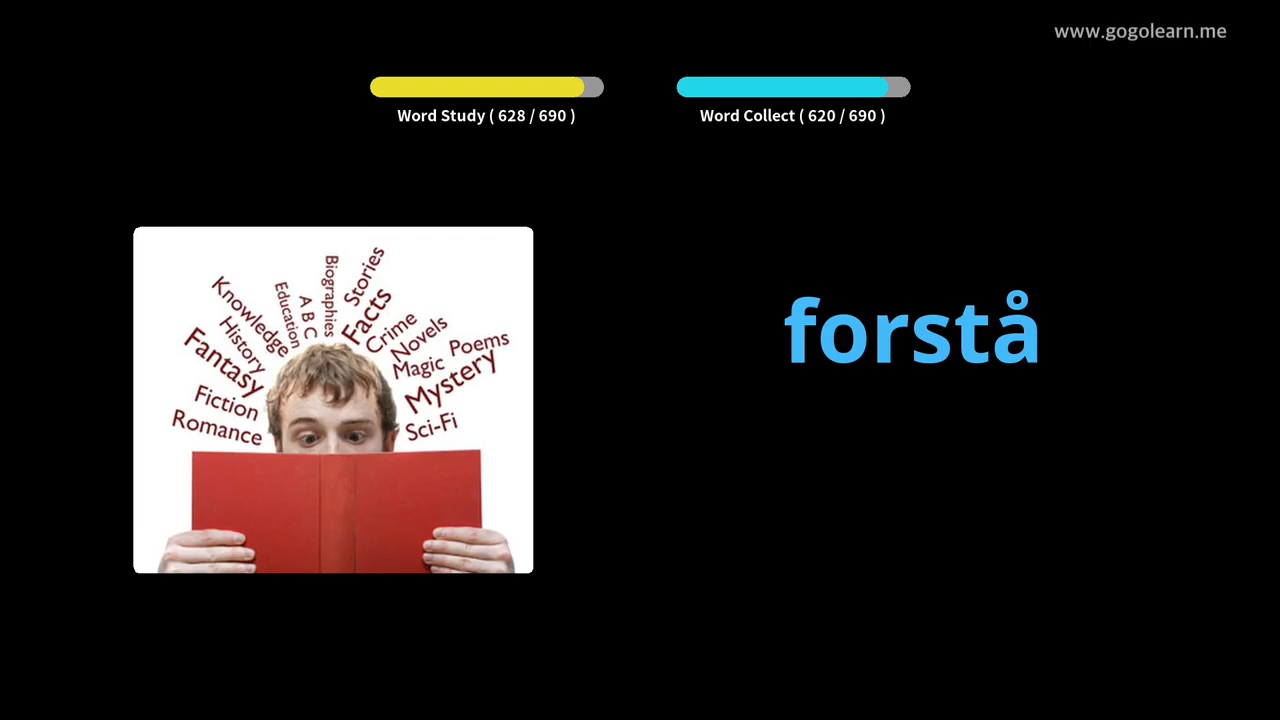 www.gogolearn.me
Word Study ( 628 / 690 )
Word Collect ( 620 / 690 )
forstå
Biographies
Stories
Education
A B C
Facts
Knowledge
Crime
History
Novels
Poems
Fantasy
Magic
Mystery
Fiction
Romance
Sci-Fi